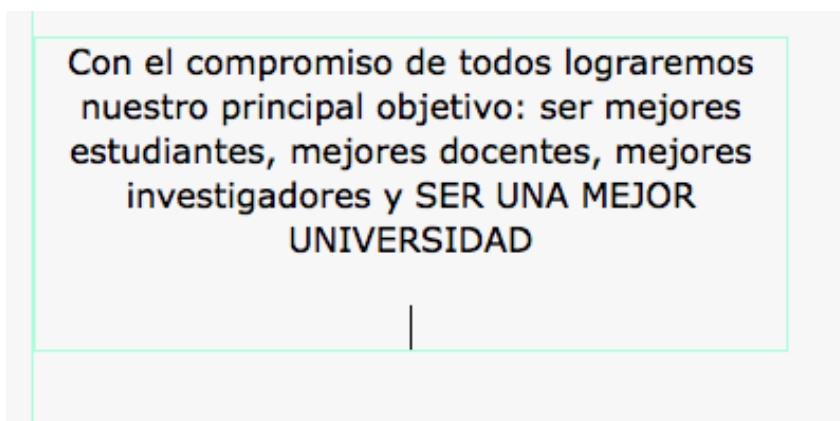 Con el compromiso de todos lograremos
nuestro principal objetivo: ser mejores
estudiantes, mejores docentes, mejores
investigadores y SER UNA MEJOR
UNIVERSIDAD